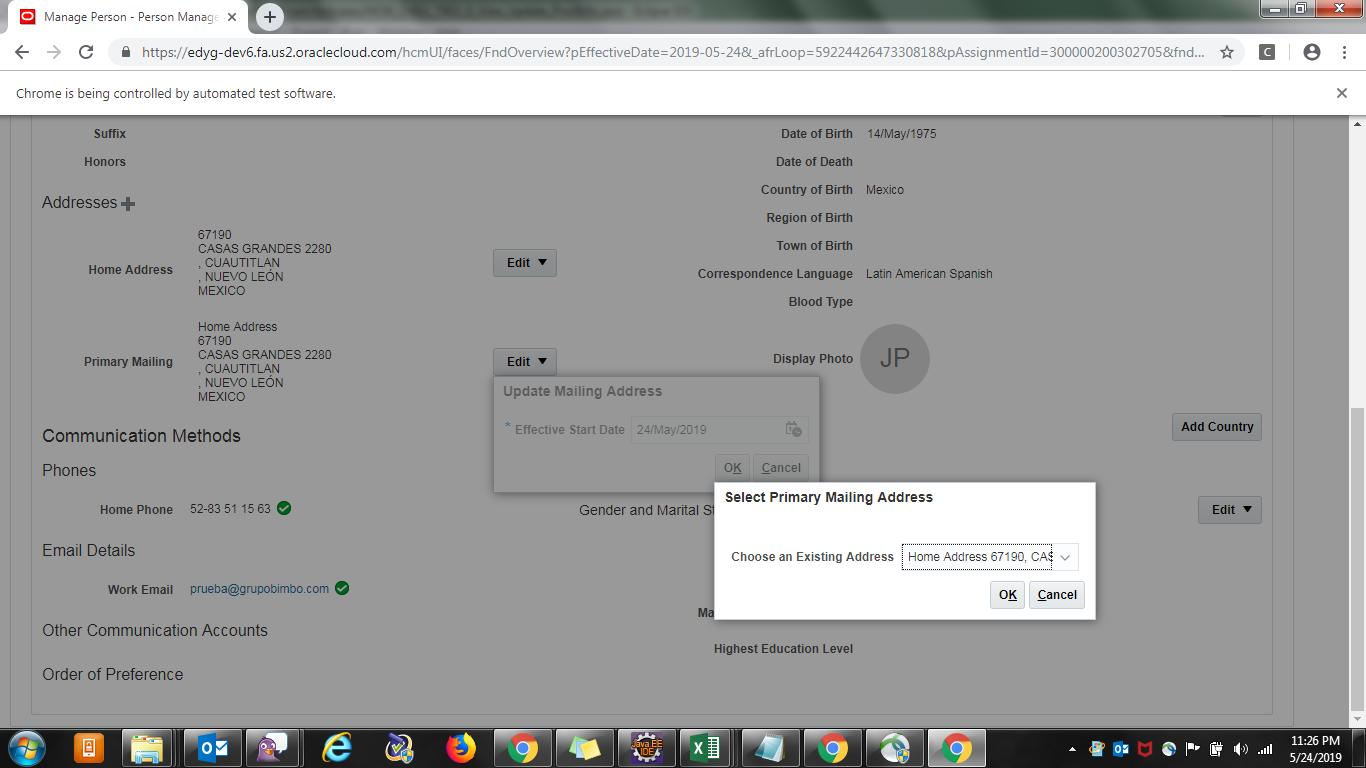 Manage Person - Person Manage
https://edyg-dev6.fa.us2.oraclecloud.com/hcmUI/faces/FndOverview?pEffectiveDate=2019-05-24&_afrLoop=5922442647330818&pAssignmentId=300000200302705&fnd...
C
Chrome is being controlled by automated test software.
Suffix
Honors
Addresses
Home Address
67190
CASAS GRANDES 2280
, CUAUTITLAN
, NUEVO LEÓN
MEXICO
Edit
Primary Mailing
Home Address
67190
CASAS GRANDES 2280
, CUAUTITLAN
, NUEVO LEÓN
MEXICO
Edit
Update Mailing Address
* Effective Start Date 24/May/2019
OK Cancel
Communication Methods
Phones
Home Phone 52-83 51 15 63
Email Details
Work Email prueba@grupobimbo.com
Other Communication Accounts
Order of Preference
Date of Birth 14/May/1975
Date of Death
Country of Birth Mexico
Region of Birth
Town of Birth
Correspondence Language Latin American Spanish
Blood Type
Display Photo JP
Add Country
Gender and Marital St
Edit
Select Primary Mailing Address
Choose an Existing Address Home Address 67190, CAS
OK Cancel
Ma
Highest Education Level
Java EE
IDE
11:26 PM
5/24/2019